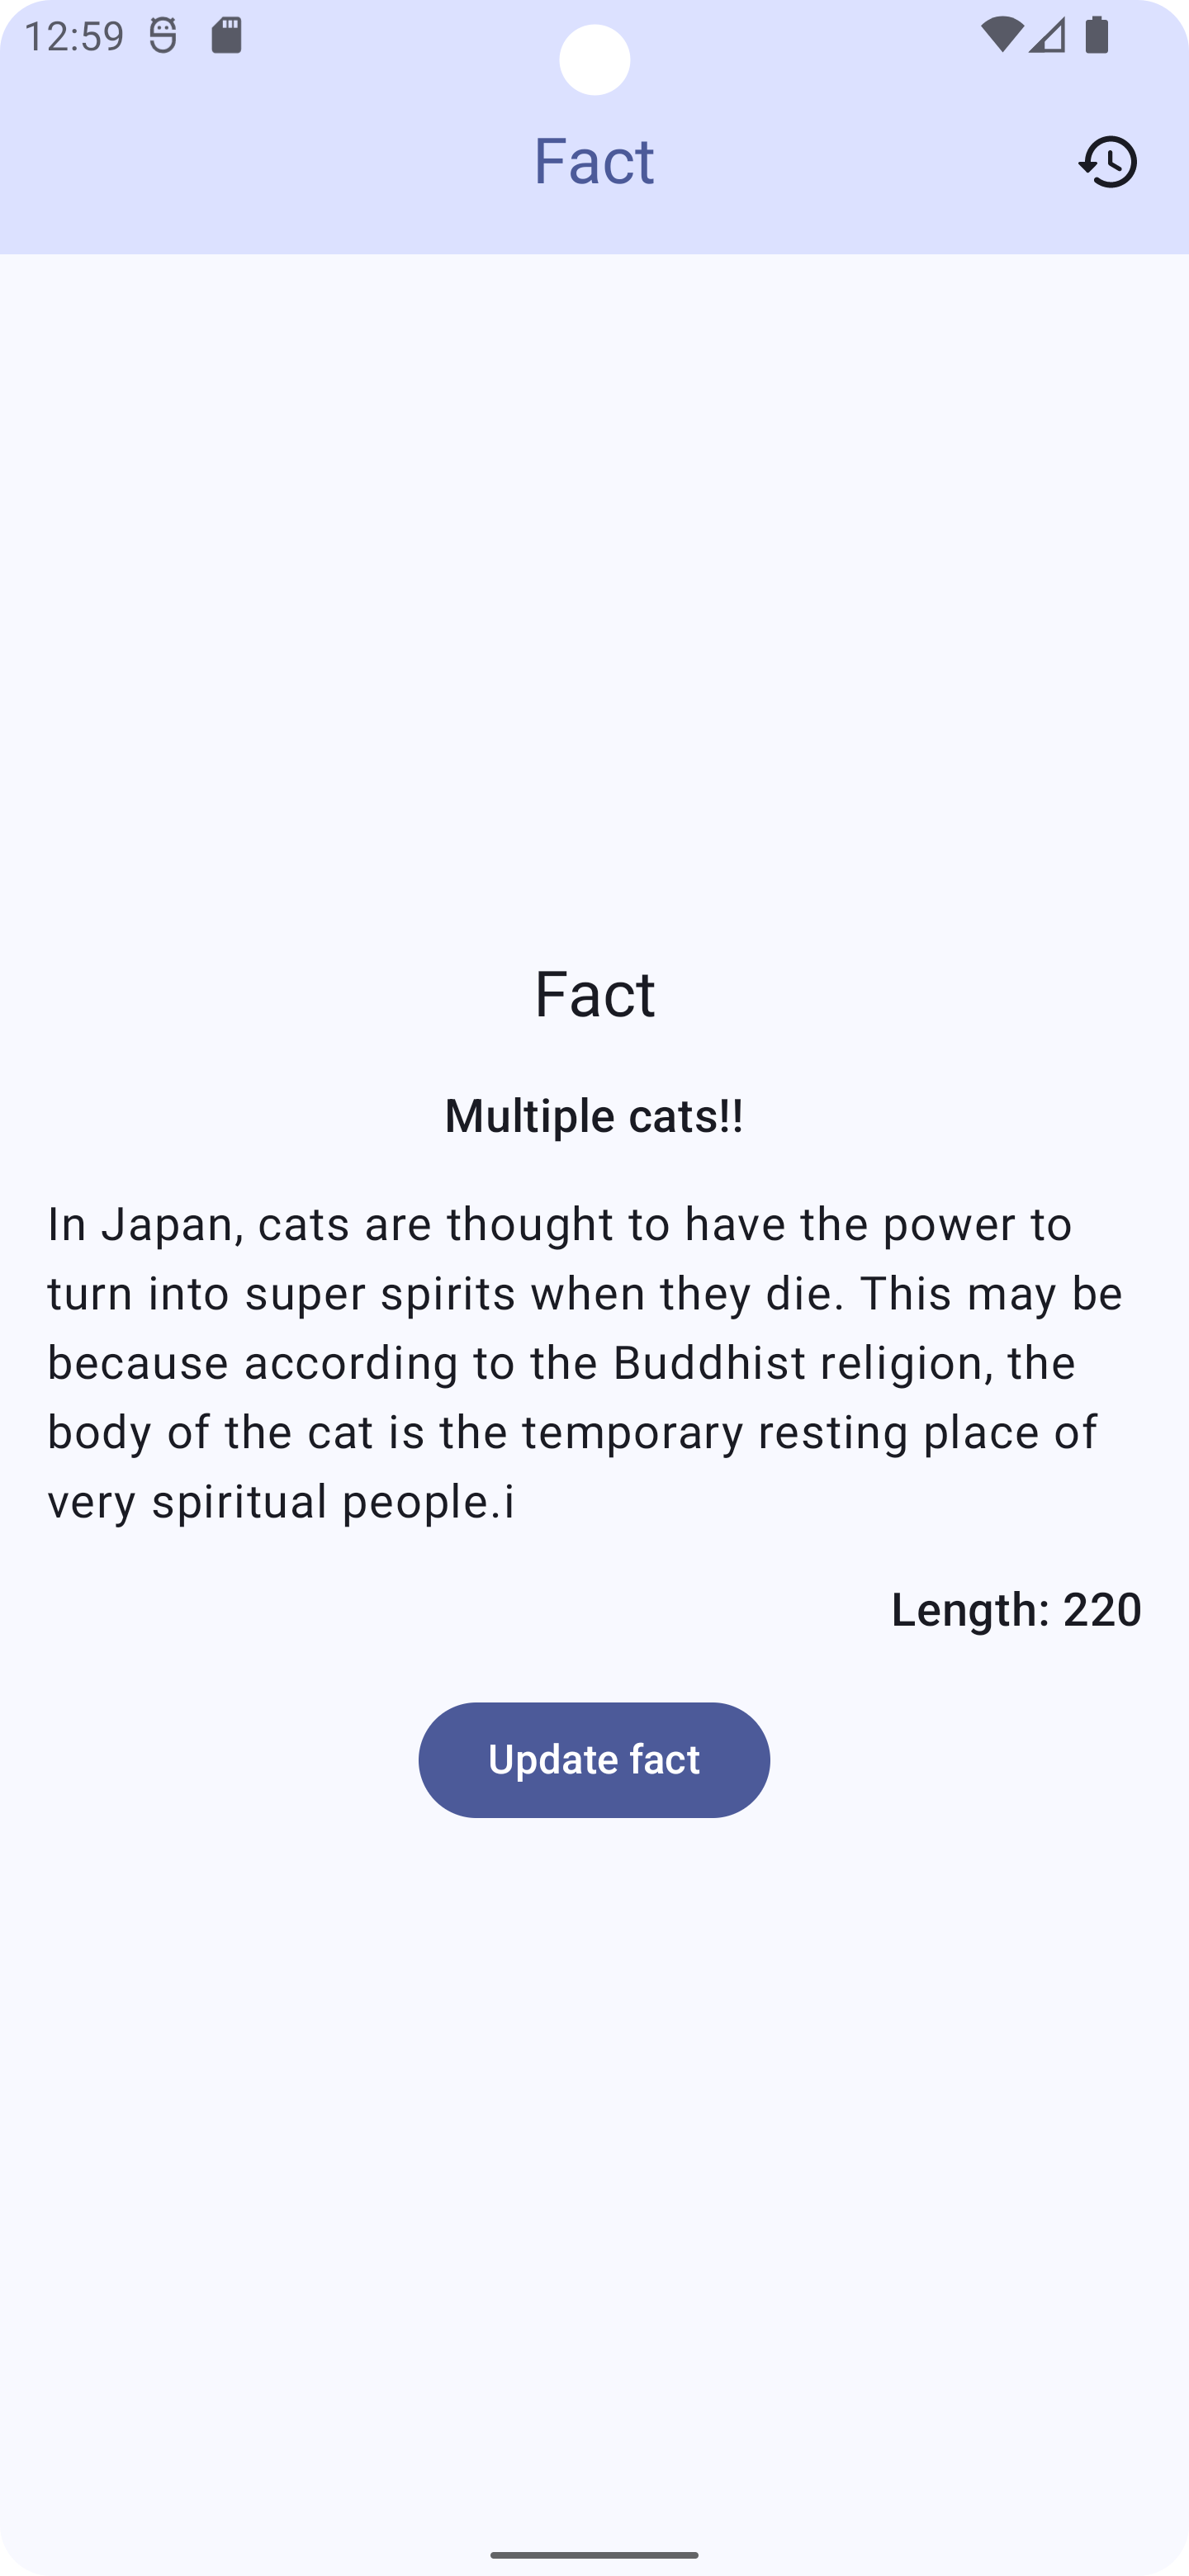 12:59
Fact
Fact
Multiple cats!!
In Japan, cats are thought to have the power to
turn into super spirits when they die. This may be
because according to the Buddhist religion, the
body of the cat is the temporary resting place of
very spiritual people.i
Length: 220
Update fact